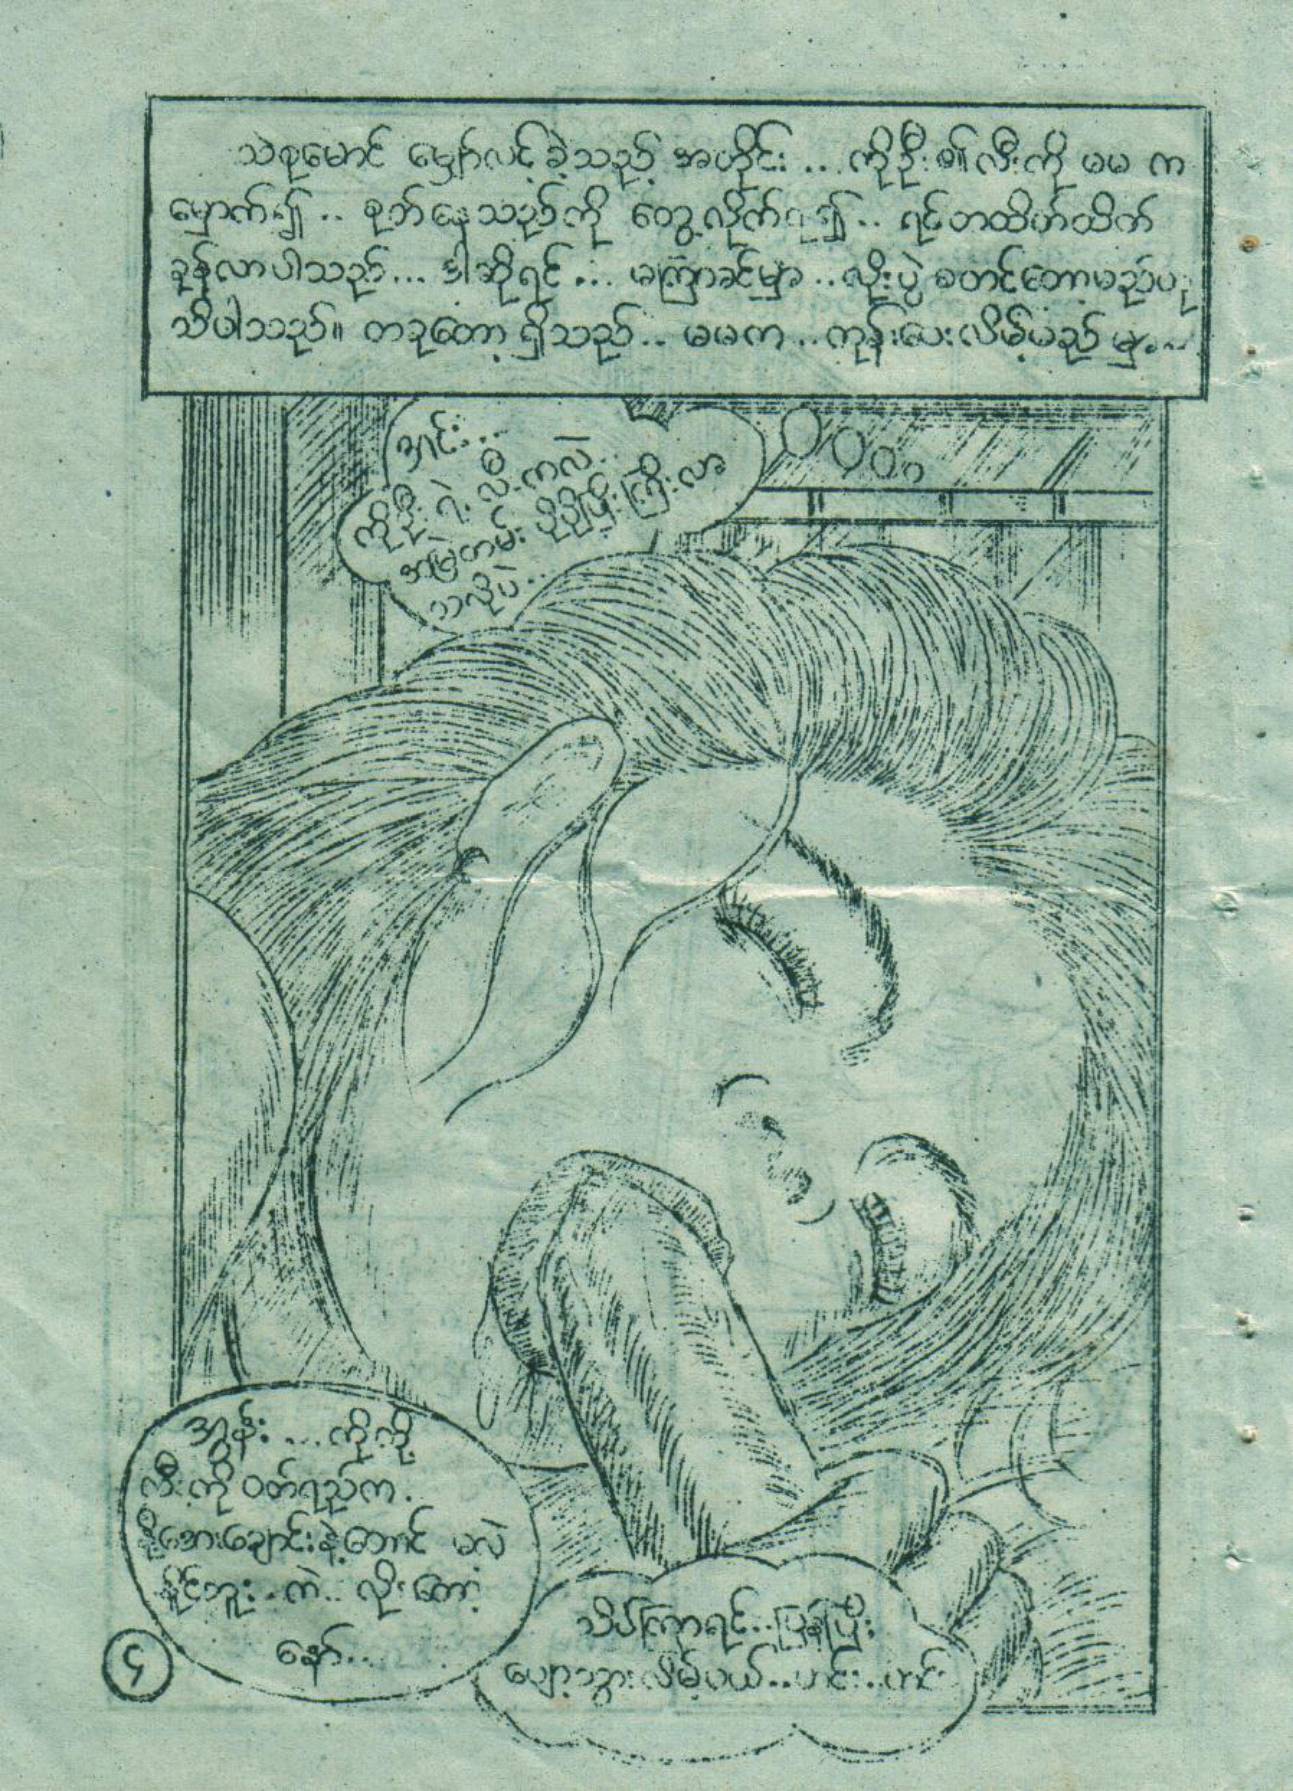 သဲစုမောင် မျှော်လင့်ခဲ့သည့် အတိုင်း ... ကိုဦး၏ လီးကို မမ က
မှောက်၍ .. စုတ်နေသည်ကို တွေ့လိုက်ရ၍ .. ရင်တထိတ်ထိတ်
ခုန်လာပါသည် ... ဒါဆိုရင် ... မကြာခင်မှာ .. လိုးပွဲ စတင်တော့မည်ဟု
သိပါသည်။ တခုတော့ ရှိသည် .. မမက .. ကုန်းပေးလိမ့်မည် မှ ...
အင်း ...
ကိုဦး ရဲ့ လီးကလဲ ..
အမြဲတမ်း ပိုပိုပြီး ကြီးလာ
သလိုပဲ ..
အွန်း ... ကိုကို့
လီးကို ဝတ်ရည်က .
မအေးချောင်းနဲ့တောင် မလဲ
နိုင်ဘူး .. ကဲ .. လိုးတော့
နော် ..
သိပ်ကြာရင် .. ပြန်ပြီး
ပျော့သွားလိမ့်မယ် .. ဟင်း .. ဟင်း
၄